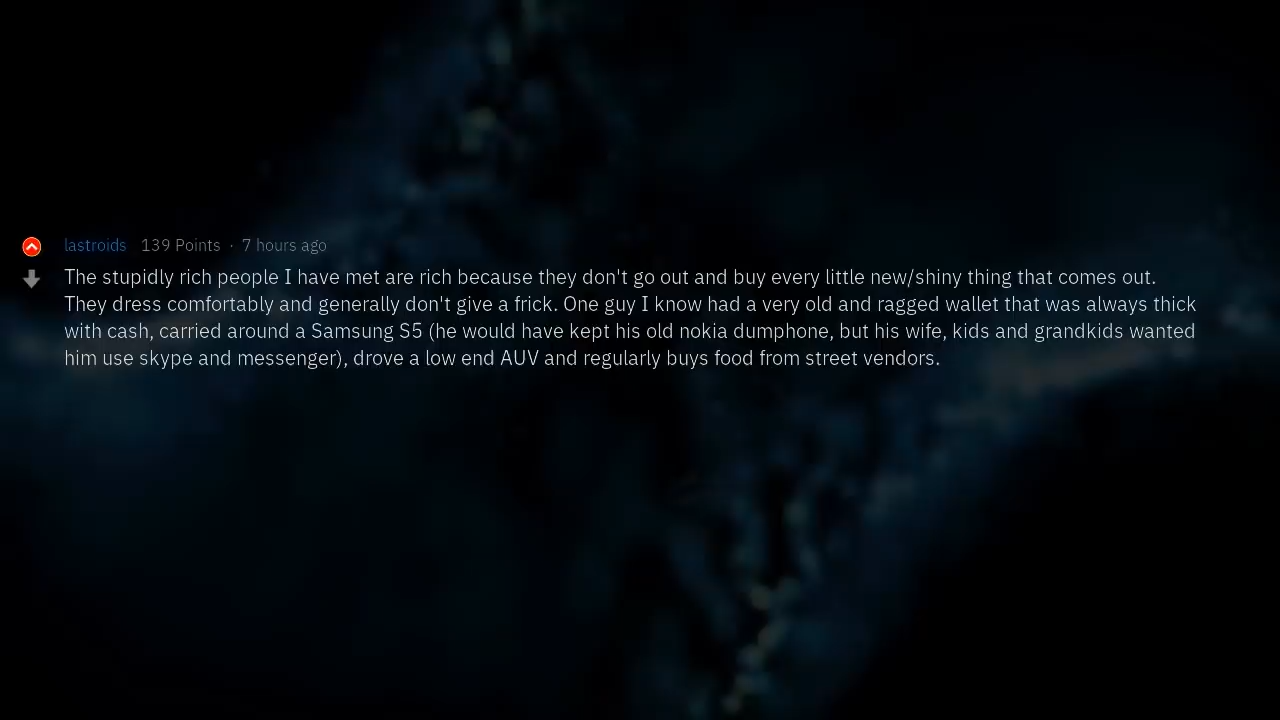 lastroids 139 Points · 7 hours ago
The stupidly rich people I have met are rich because they don't go out and buy every little new/shiny thing that comes out.
They dress comfortably and generally don't give a frick. One guy I know had a very old and ragged wallet that was always thick
with cash, carried around a Samsung S5 (he would have kept his old nokia dumphone, but his wife, kids and grandkids wanted
him use skype and messenger), drove a low end AUV and regularly buys food from street vendors.